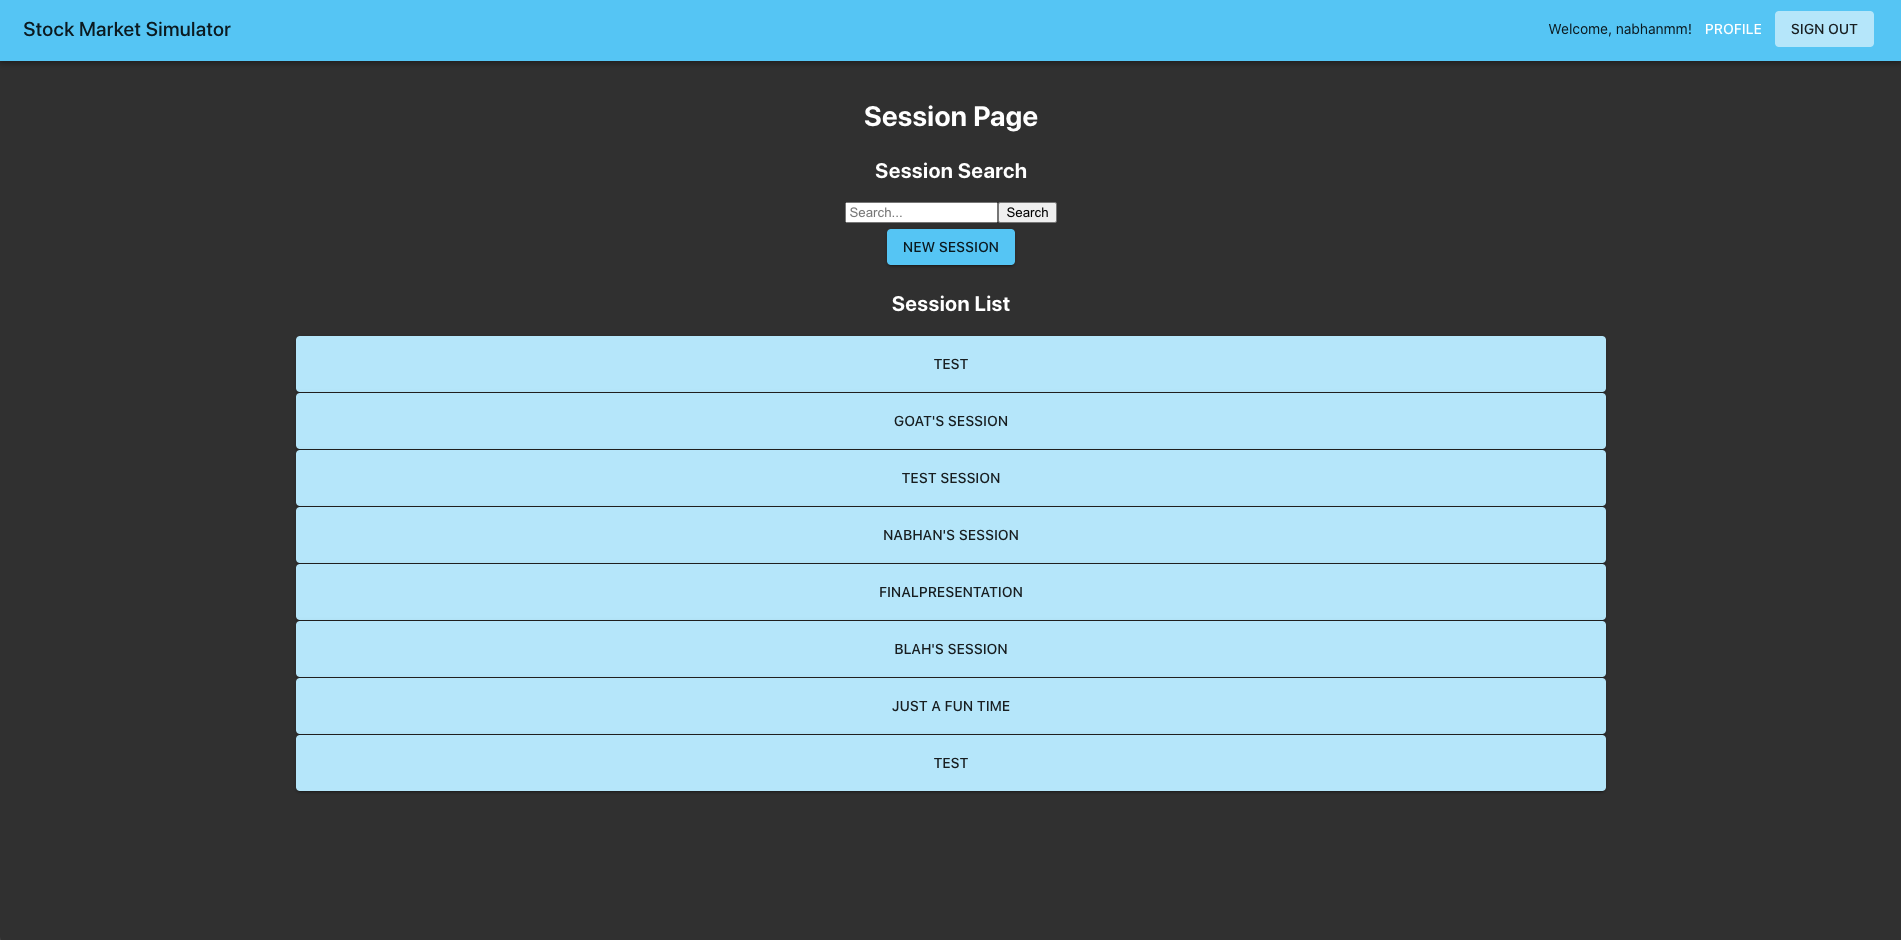 Stock Market Simulator
Welcome, nabhanmm! PROFILE SIGN OUT
Session Page
Session Search
Search... Search
NEW SESSION
Session List
TEST
GOAT'S SESSION
TEST SESSION
NABHAN'S SESSION
FINALPRESENTATION
BLAH'S SESSION
JUST A FUN TIME
TEST